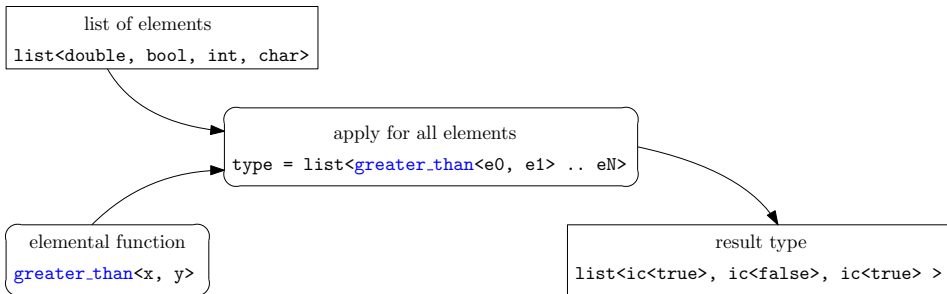 list of elements
list<double, bool, int, char>
apply for all elements
type = list<greater_than<e0, e1> .. eN>
elemental function
greater_than<x, y>
result type
list<ic<true>, ic<false>, ic<true> >